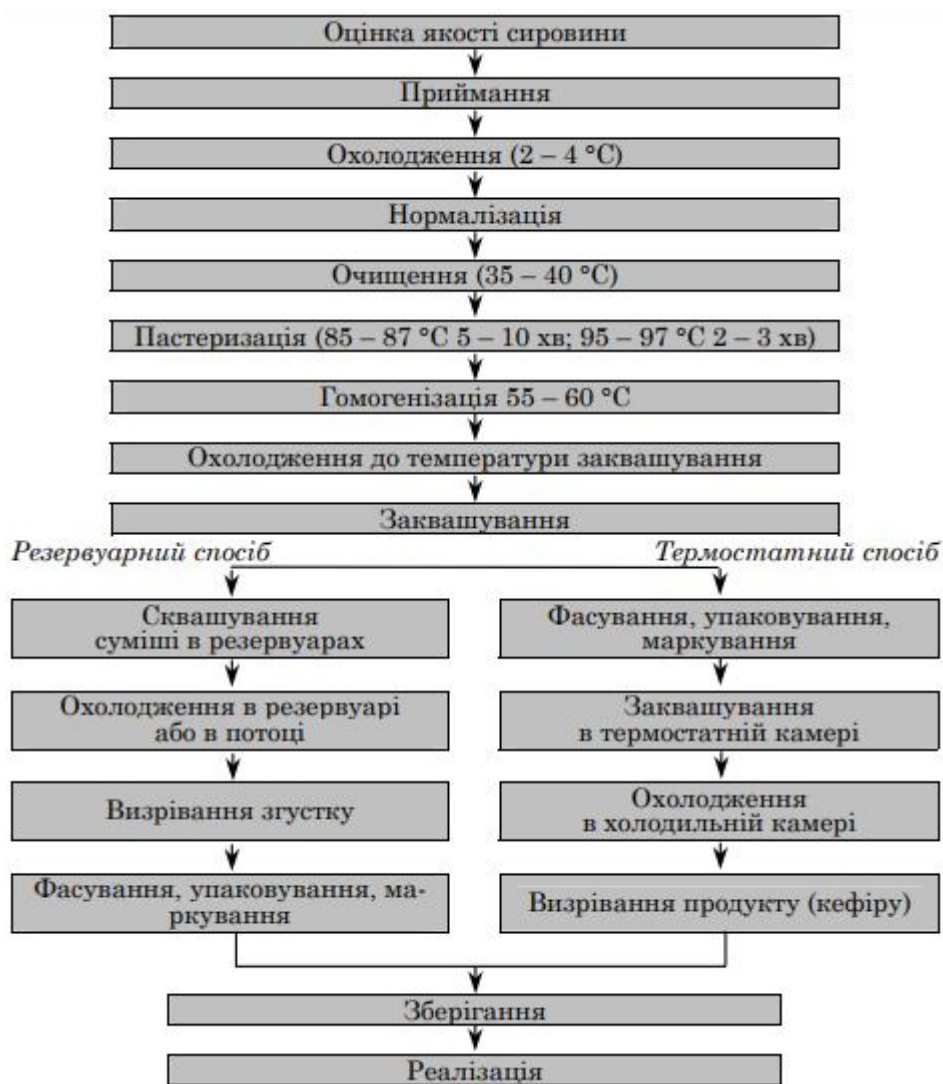 Оцінка якості сировини
Приймання
Охолодження (2 – 4 °С)
Нормалізація
Очищення (35 – 40 °С)
Пастеризація (85 – 87 °С 5 – 10 хв; 95 – 97 °С 2 – 3 хв)
Гомогенізація 55 – 60 °С
Охолодження до температури заквашування
Заквашування
Резервуарний спосіб
Термостатний спосіб
Сквашування
суміші в резервуарах
Охолодження в резервуарі
або в потоці
Визрівання згустку
Фасування, упаковування, ма-
ркування
Фасування, упаковування,
маркування
Заквашування
в термостатній камері
Охолодження
в холодильній камері
Визрівання продукту (кефіру)
Зберігання
Реалізація